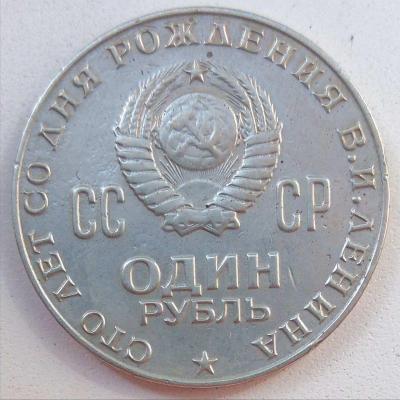 СТО ЛЕТ СО ДНЯ РОЖДЕНИЯ В.И.ЛЕНИНА
СС СР
ОДИН
РУБЛЬ